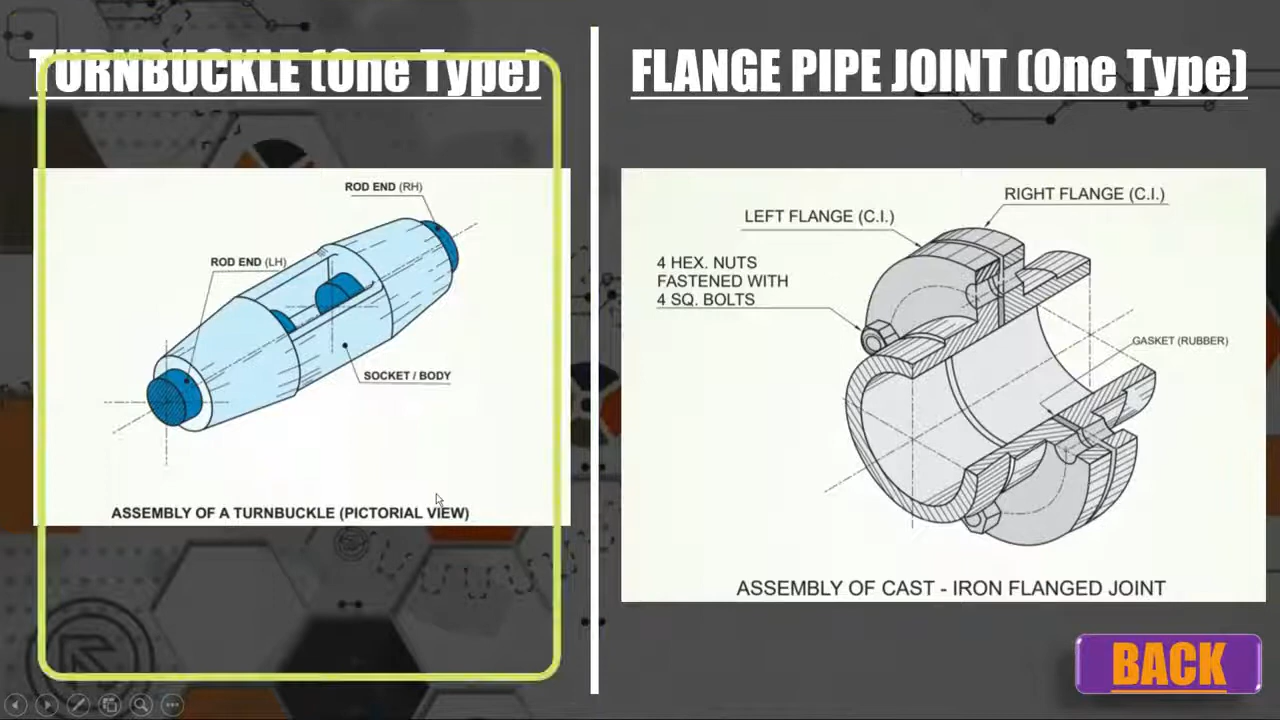 TURNBUCKLE (One Type)
ROD END (RH)
ROD END (LH)
SOCKET / BODY
ASSEMBLY OF A TURNBUCKLE (PICTORIAL VIEW)
FLANGE PIPE JOINT (One Type)
RIGHT FLANGE (C.I.)
LEFT FLANGE (C.I.)
4 HEX. NUTS
FASTENED WITH
4 SQ. BOLTS
GASKET (RUBBER)
ASSEMBLY OF CAST - IRON FLANGED JOINT
BACK